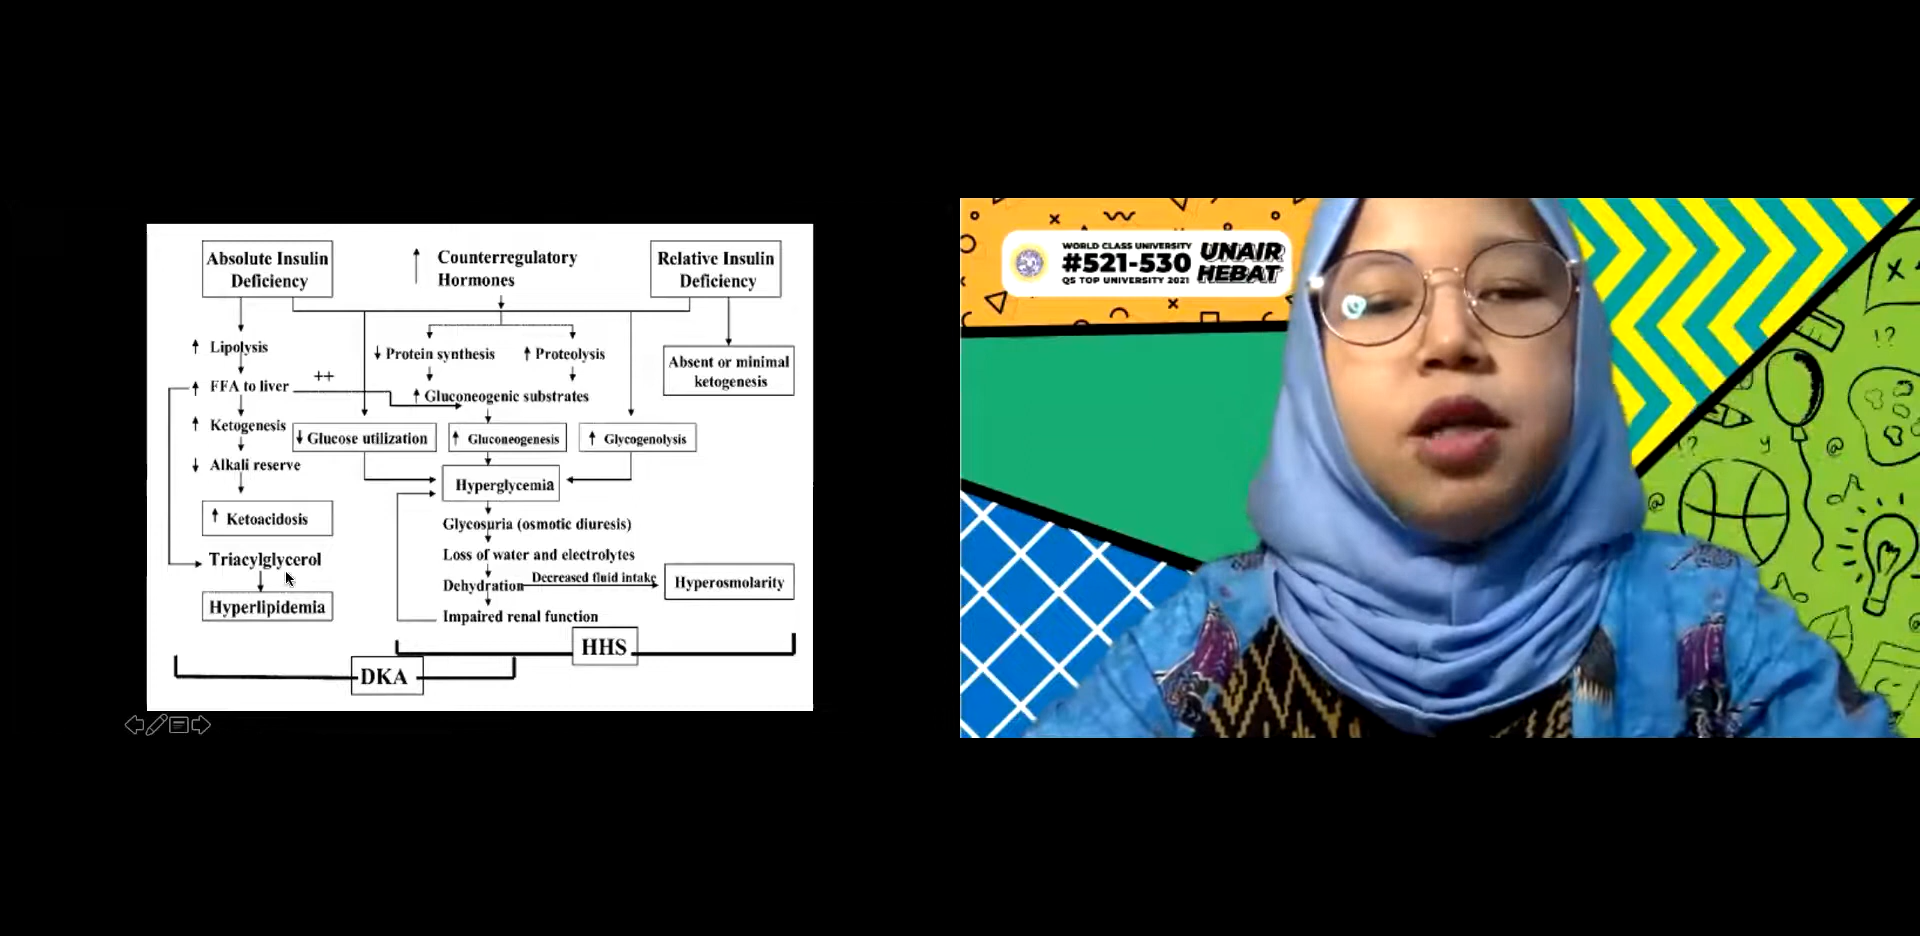 Absolute Insulin
Deficiency
↑ Counterregulatory
Hormones
Relative Insulin
Deficiency
↑ Lipolysis
↓ Protein synthesis
↑ Proteolysis
Absent or minimal
ketogenesis
++
↑ FFA to liver
↑ Gluconeogenic substrates
↑ Ketogenesis
↓ Glucose utilization
↑ Gluconeogenesis
↑ Glycogenolysis
↓ Alkali reserve
Hyperglycemia
↑ Ketoacidosis
Glycosuria (osmotic diuresis)
Triacylglycerol
Loss of water and electrolytes
Dehydration
Decreased fluid intake
Hyperosmolarity
Hyperlipidemia
Impaired renal function
HHS
DKA
WORLD CLASS UNIVERSITY
#521-530
QS TOP UNIVERSITY 2021
UNAIR
HEBAT
!?
X
!?
y
@
@
@
C